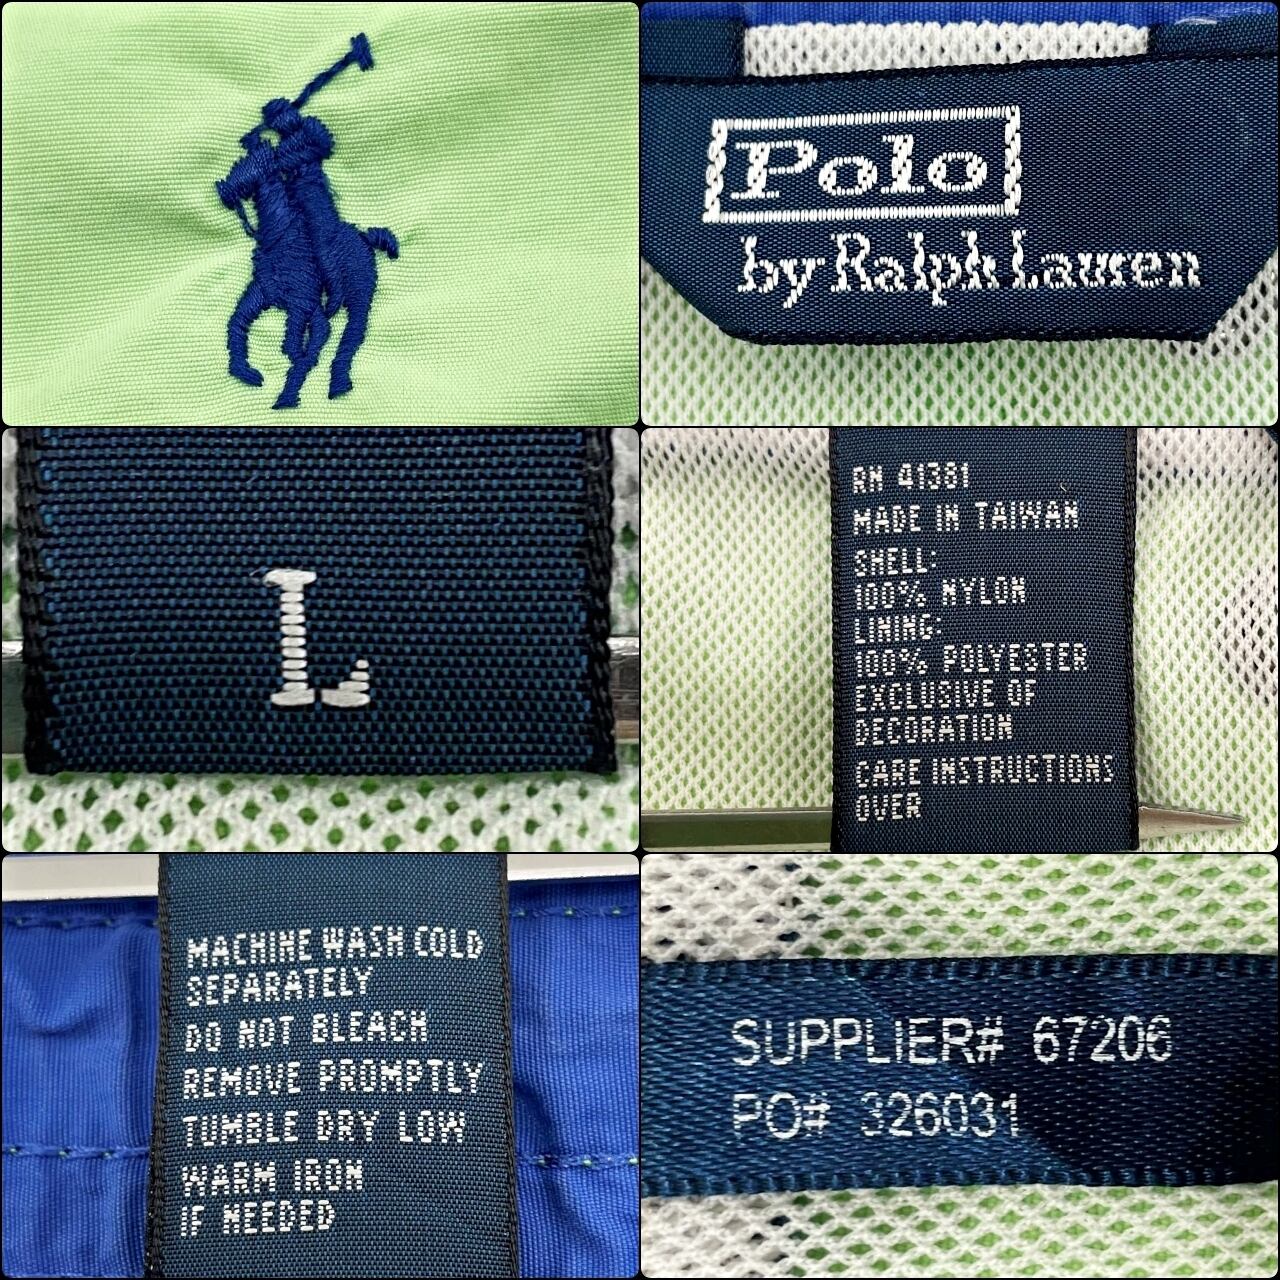 Polo
by Ralph Lauren
L
RN 41381
MADE IN TAIWAN
SHELL:
100% NYLON
LINING:
100% POLYESTER
EXCLUSIVE OF
DECORATION
CARE INSTRUCTIONS
OVER
MACHINE WASH COLD
SEPARATELY
DO NOT BLEACH
REMOVE PROMPTLY
TUMBLE DRY LOW
WARM IRON
IF NEEDED
SUPPLIER# 67206
PO# 326031